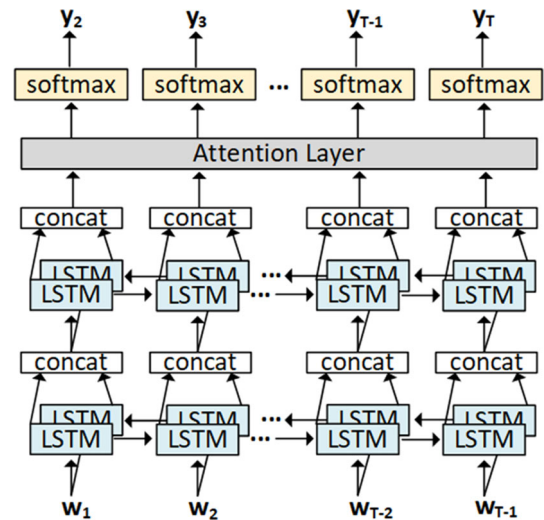 y2 y3 yT-1 yT
softmax softmax ... softmax softmax
Attention Layer
concat concat concat concat
LSTM LSTM ... LSTM LSTM
LSTM LSTM ... LSTM LSTM
concat concat concat concat
LSTM LSTM ... LSTM LSTM
LSTM LSTM ... LSTM LSTM
w1 w2 wT-2 wT-1